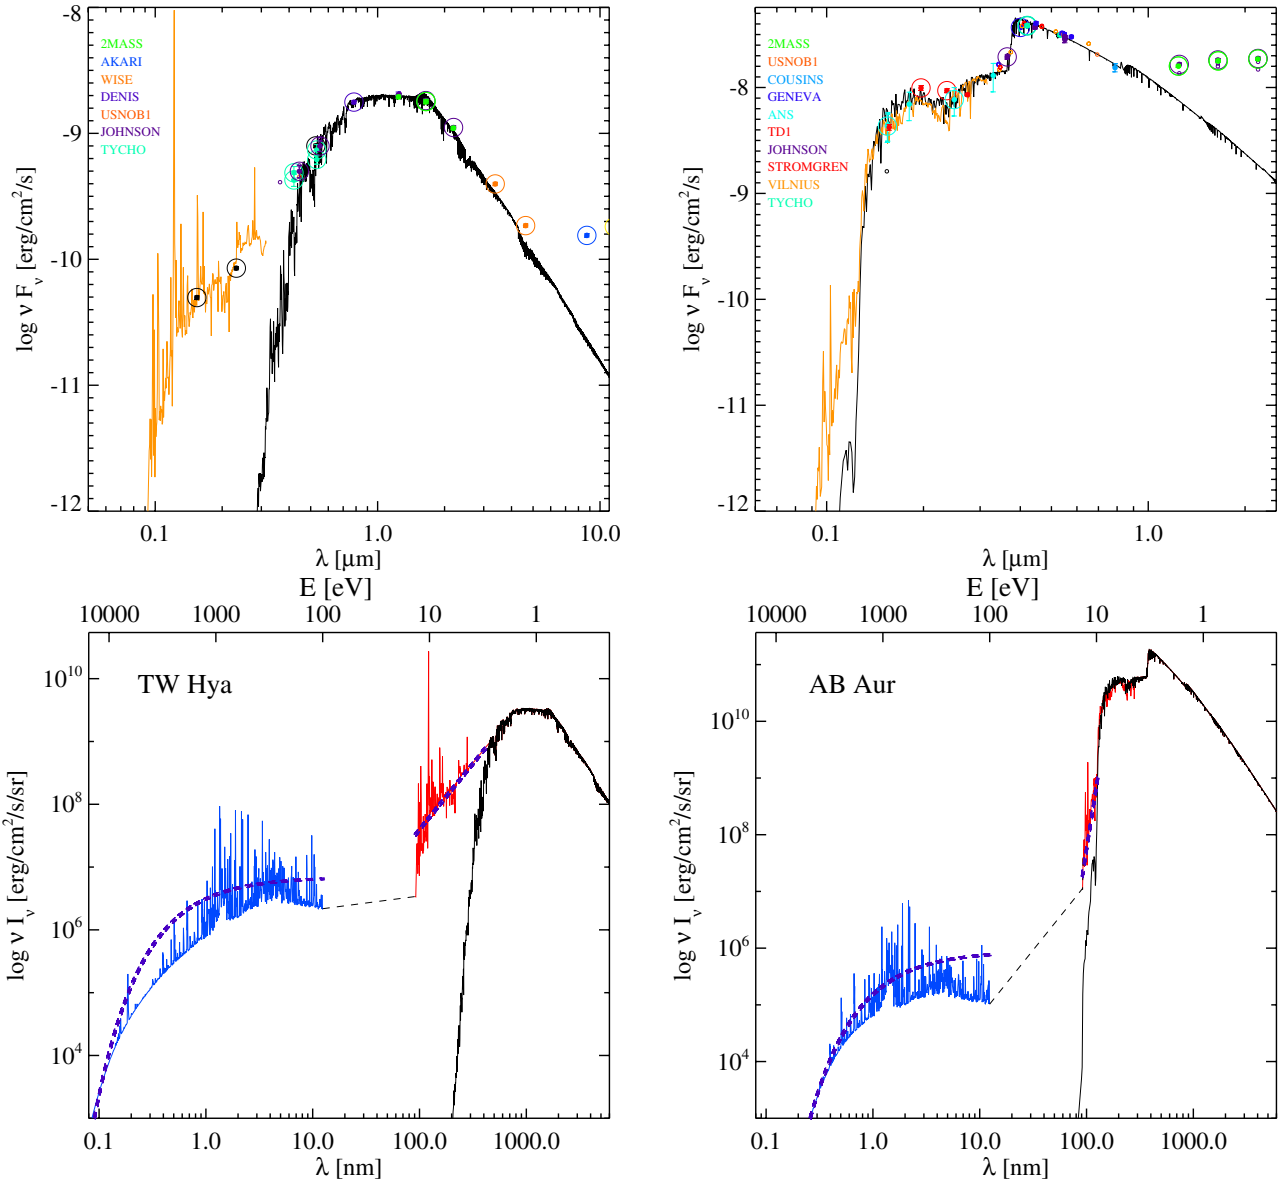 -8
-9
-10
-11
-12
log ν Fν [erg/cm2/s]
2MASS
AKARI
WISE
DENIS
USNOB1
JOHNSON
TYCHO
0.1 1.0 10.0
λ [μm]
-8
-9
-10
-11
-12
log ν Fν [erg/cm2/s]
2MASS
USNOB1
COUSINS
GENEVA
ANS
TD1
JOHNSON
STROMGREN
VILNIUS
TYCHO
0.1 1.0
λ [μm]
E [eV]
10000 1000 100 10 1
TW Hya
10^10
10^8
10^6
10^4
log ν Iν [erg/cm2/s/sr]
0.1 1.0 10.0 100.0 1000.0
λ [nm]
E [eV]
10000 1000 100 10 1
AB Aur
10^10
10^8
10^6
10^4
log ν Iν [erg/cm2/s/sr]
0.1 1.0 10.0 100.0 1000.0
λ [nm]